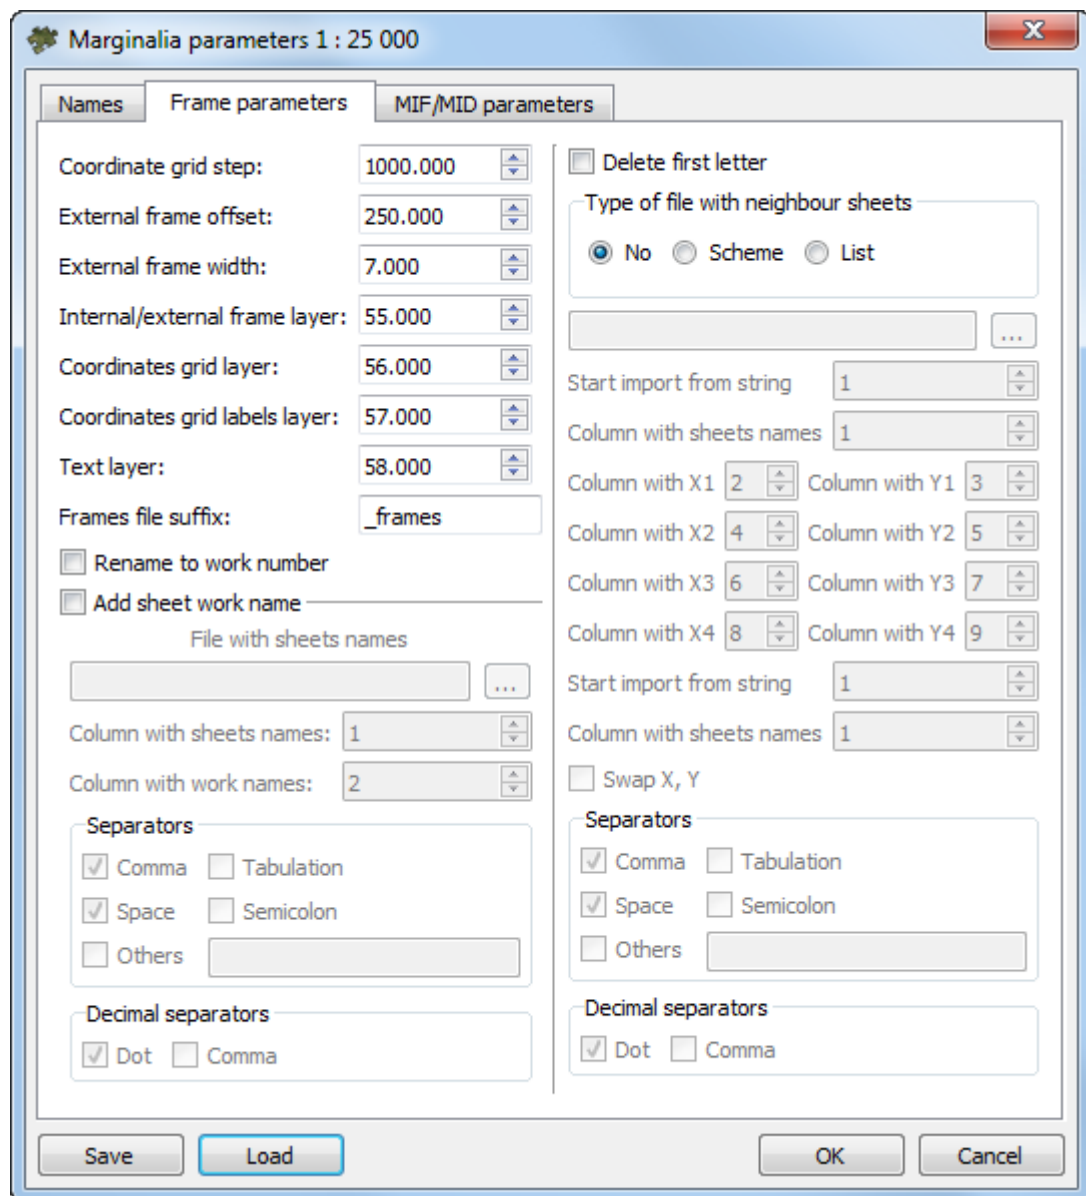 Marginalia parameters 1 : 25 000
Names
Frame parameters
MIF/MID parameters
Coordinate grid step: 1000.000
External frame offset: 250.000
External frame width: 7.000
Internal/external frame layer: 55.000
Coordinates grid layer: 56.000
Coordinates grid labels layer: 57.000
Text layer: 58.000
Frames file suffix: _frames
Rename to work number
Add sheet work name
File with sheets names
...
Column with sheets names: 1
Column with work names: 2
Separators
Comma Tabulation
Space Semicolon
Others
Decimal separators
Dot Comma
Delete first letter
Type of file with neighbour sheets
No Scheme List
...
Start import from string 1
Column with sheets names 1
Column with X1 2 Column with Y1 3
Column with X2 4 Column with Y2 5
Column with X3 6 Column with Y3 7
Column with X4 8 Column with Y4 9
Start import from string 1
Column with sheets names 1
Swap X, Y
Separators
Comma Tabulation
Space Semicolon
Others
Decimal separators
Dot Comma
Save Load OK Cancel